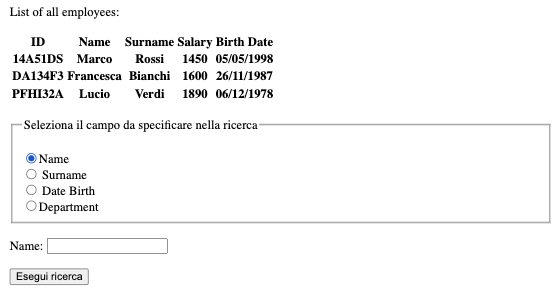 List of all employees:
ID Name Surname Salary Birth Date
14A51DS Marco Rossi 1450 05/05/1998
DA134F3 Francesca Bianchi 1600 26/11/1987
PFHI32A Lucio Verdi 1890 06/12/1978
Seleziona il campo da specificare nella ricerca
Name
Surname
Date Birth
Department
Name:
Esegui ricerca